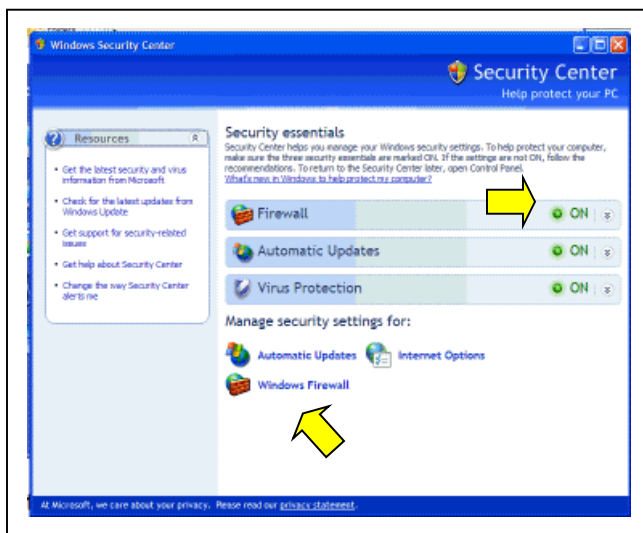 Windows Security Center
Security Center
Help protect your PC
Resources
Get the latest security and virus
information from Microsoft
Check for the latest updates from
Windows Update
Get support for security-related
issues
Get help about Security Center
Change the way Security Center
alerts me
Security essentials
Security Center helps you manage your Windows security settings. To help protect your computer,
make sure the three security essentials are marked ON. If the settings are not ON, follow the
recommendations. To return to the Security Center later, open Control Panel.
What's new in Windows to help protect my computer?
Firewall ON
Automatic Updates ON
Virus Protection ON
Manage security settings for:
Automatic Updates Internet Options
Windows Firewall
At Microsoft, we care about your privacy. Please read our privacy statement.